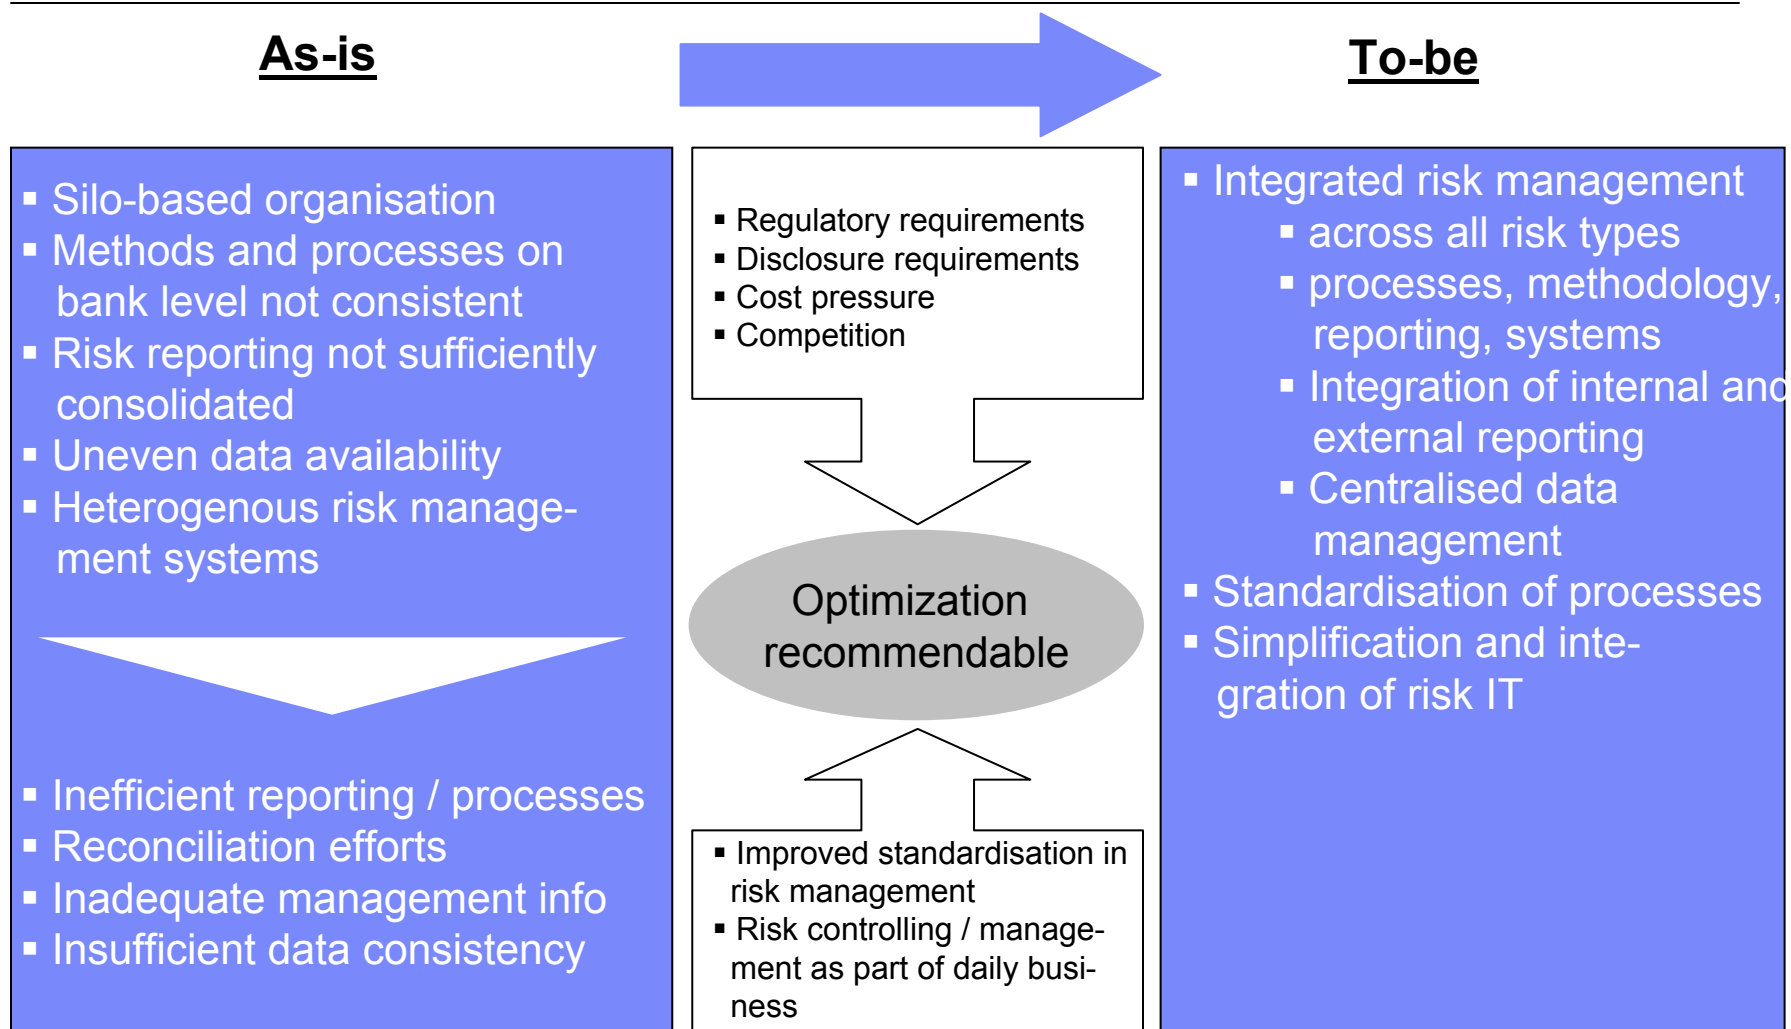 As-is
To-be
▪ Silo-based organisation
▪ Methods and processes on
bank level not consistent
▪ Risk reporting not sufficiently
consolidated
▪ Uneven data availability
▪ Heterogenous risk manage-
ment systems
▪ Inefficient reporting / processes
▪ Reconciliation efforts
▪ Inadequate management info
▪ Insufficient data consistency
▪ Regulatory requirements
▪ Disclosure requirements
▪ Cost pressure
▪ Competition
Optimization
recommendable
▪ Improved standardisation in
risk management
▪ Risk controlling / manage-
ment as part of daily busi-
ness
▪ Integrated risk management
▪ across all risk types
▪ processes, methodology,
reporting, systems
▪ Integration of internal and
external reporting
▪ Centralised data
management
▪ Standardisation of processes
▪ Simplification and inte-
gration of risk IT